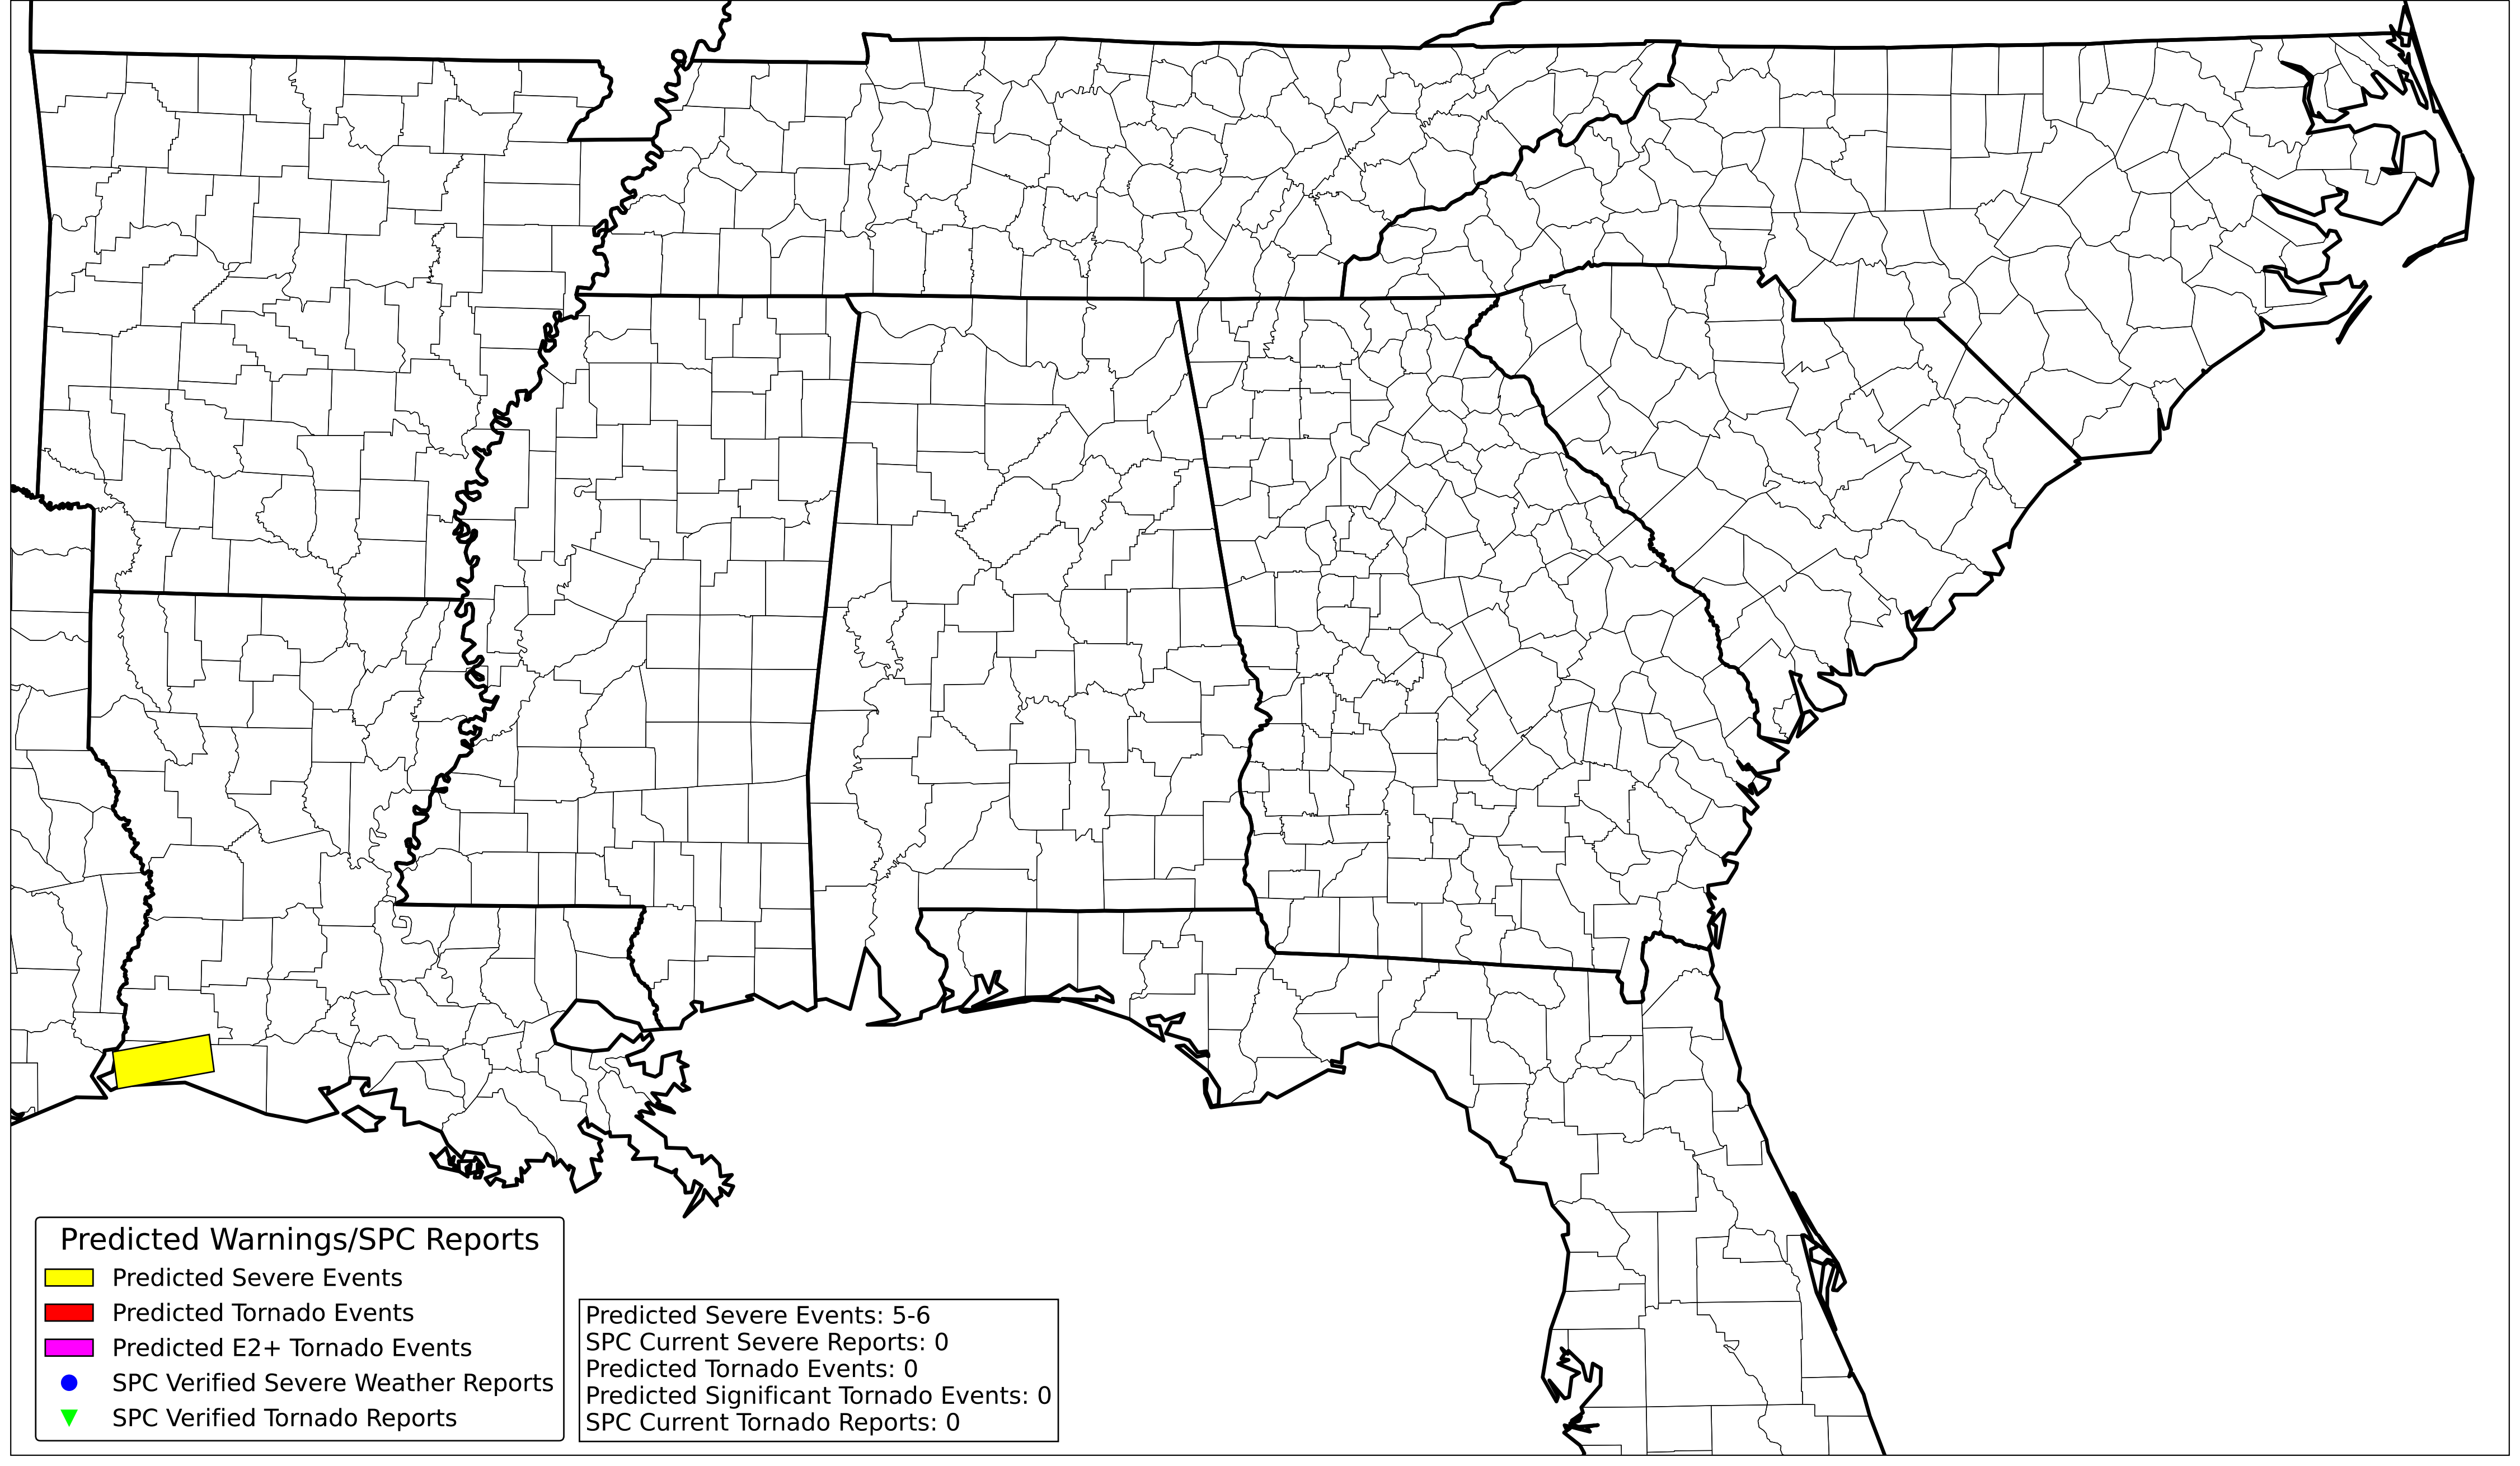 Predicted Warnings/SPC Reports
Predicted Severe Events
Predicted Tornado Events
Predicted E2+ Tornado Events
SPC Verified Severe Weather Reports
SPC Verified Tornado Reports
Predicted Severe Events: 5-6
SPC Current Severe Reports: 0
Predicted Tornado Events: 0
Predicted Significant Tornado Events: 0
SPC Current Tornado Reports: 0